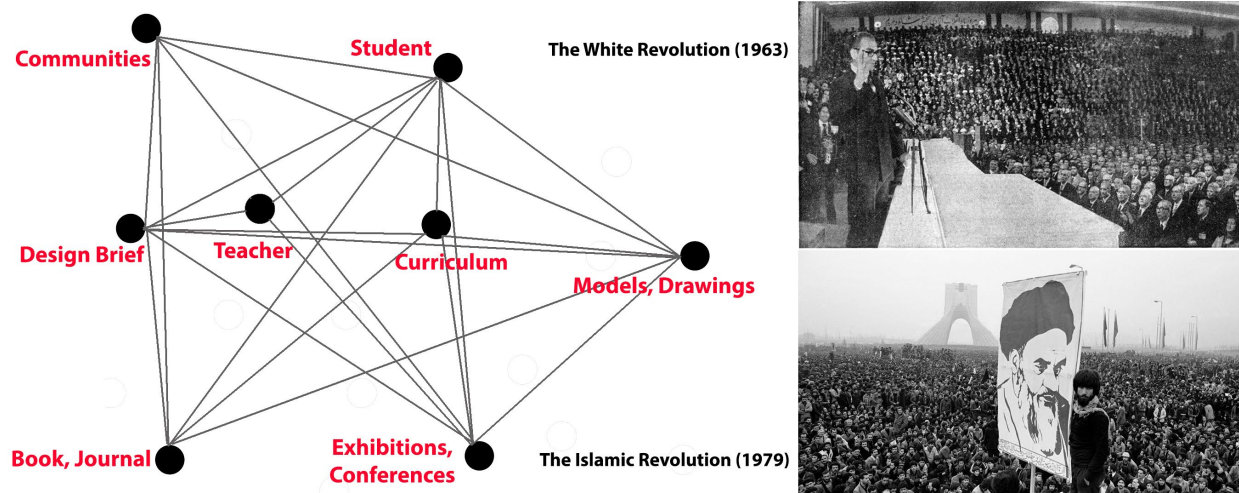 Communities
Student
The White Revolution (1963)
Design Brief
Teacher
Curriculum
Models, Drawings
Book, Journal
Exhibitions,
Conferences
The Islamic Revolution (1979)